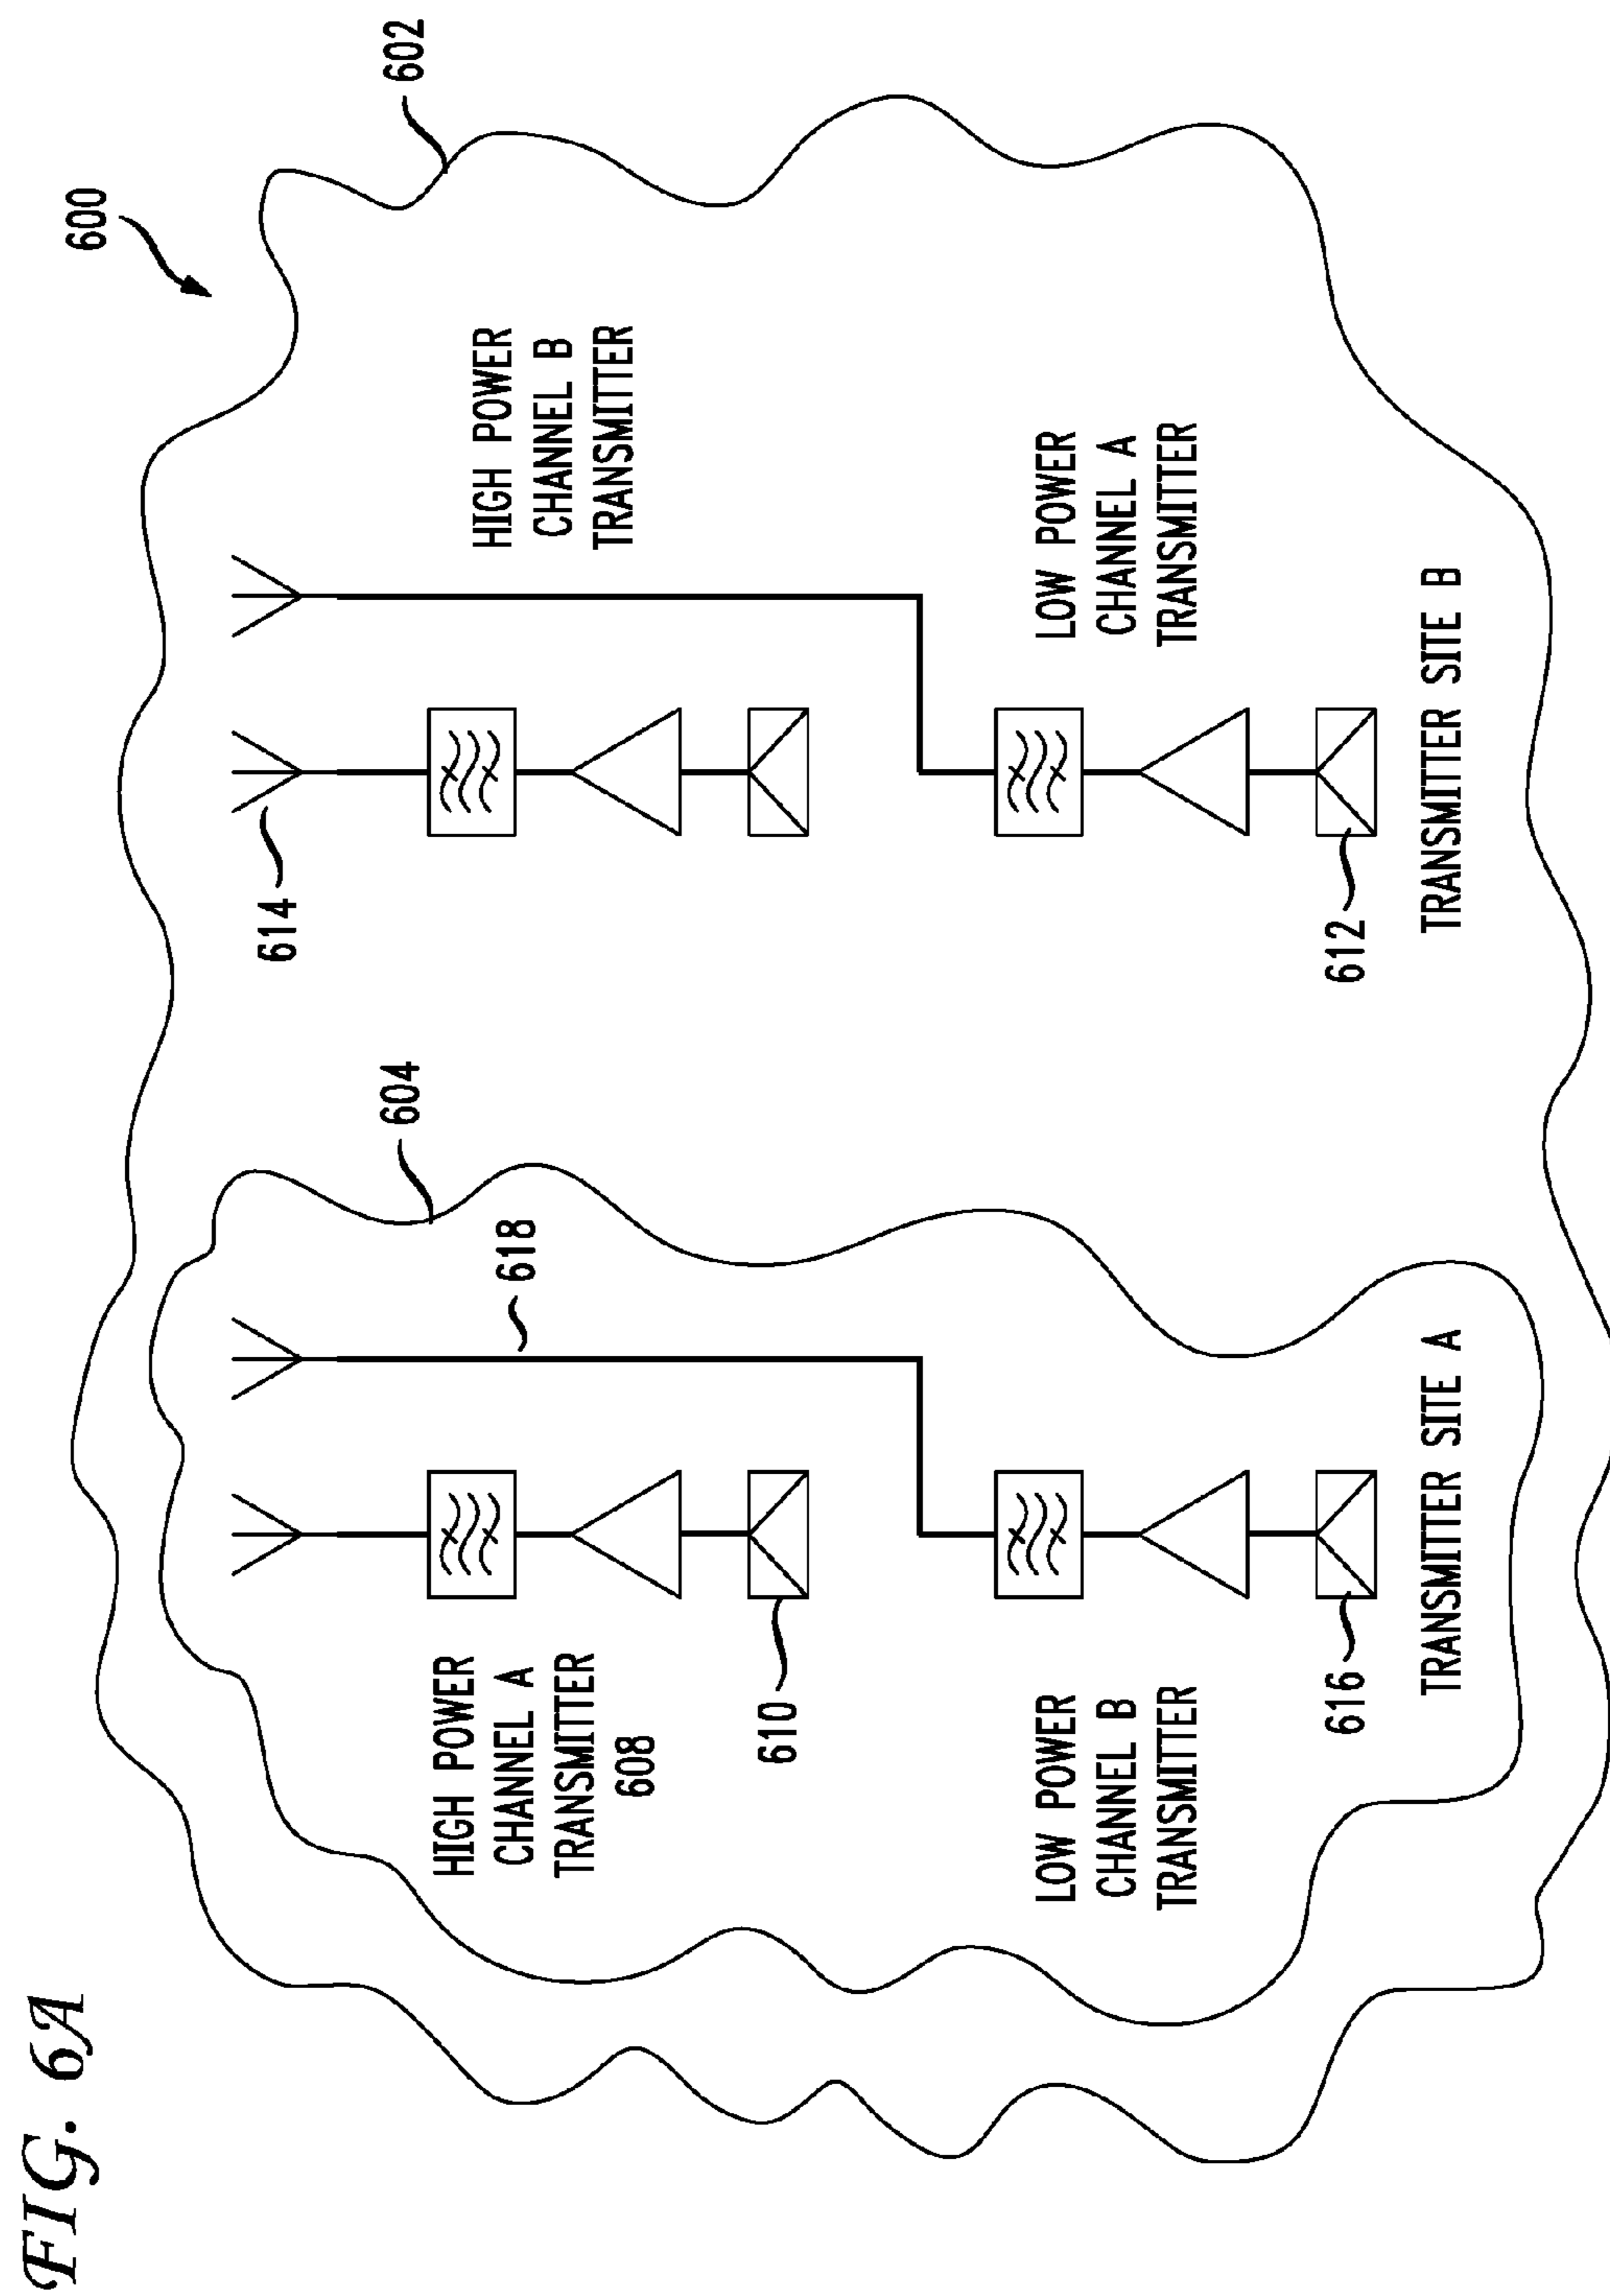 FIG. 6A
600
602
604
HIGH POWER
CHANNEL A
TRANSMITTER
608
610
618
614
HIGH POWER
CHANNEL B
TRANSMITTER
LOW POWER
CHANNEL B
TRANSMITTER
616
612
LOW POWER
CHANNEL A
TRANSMITTER
TRANSMITTER SITE A
TRANSMITTER SITE B